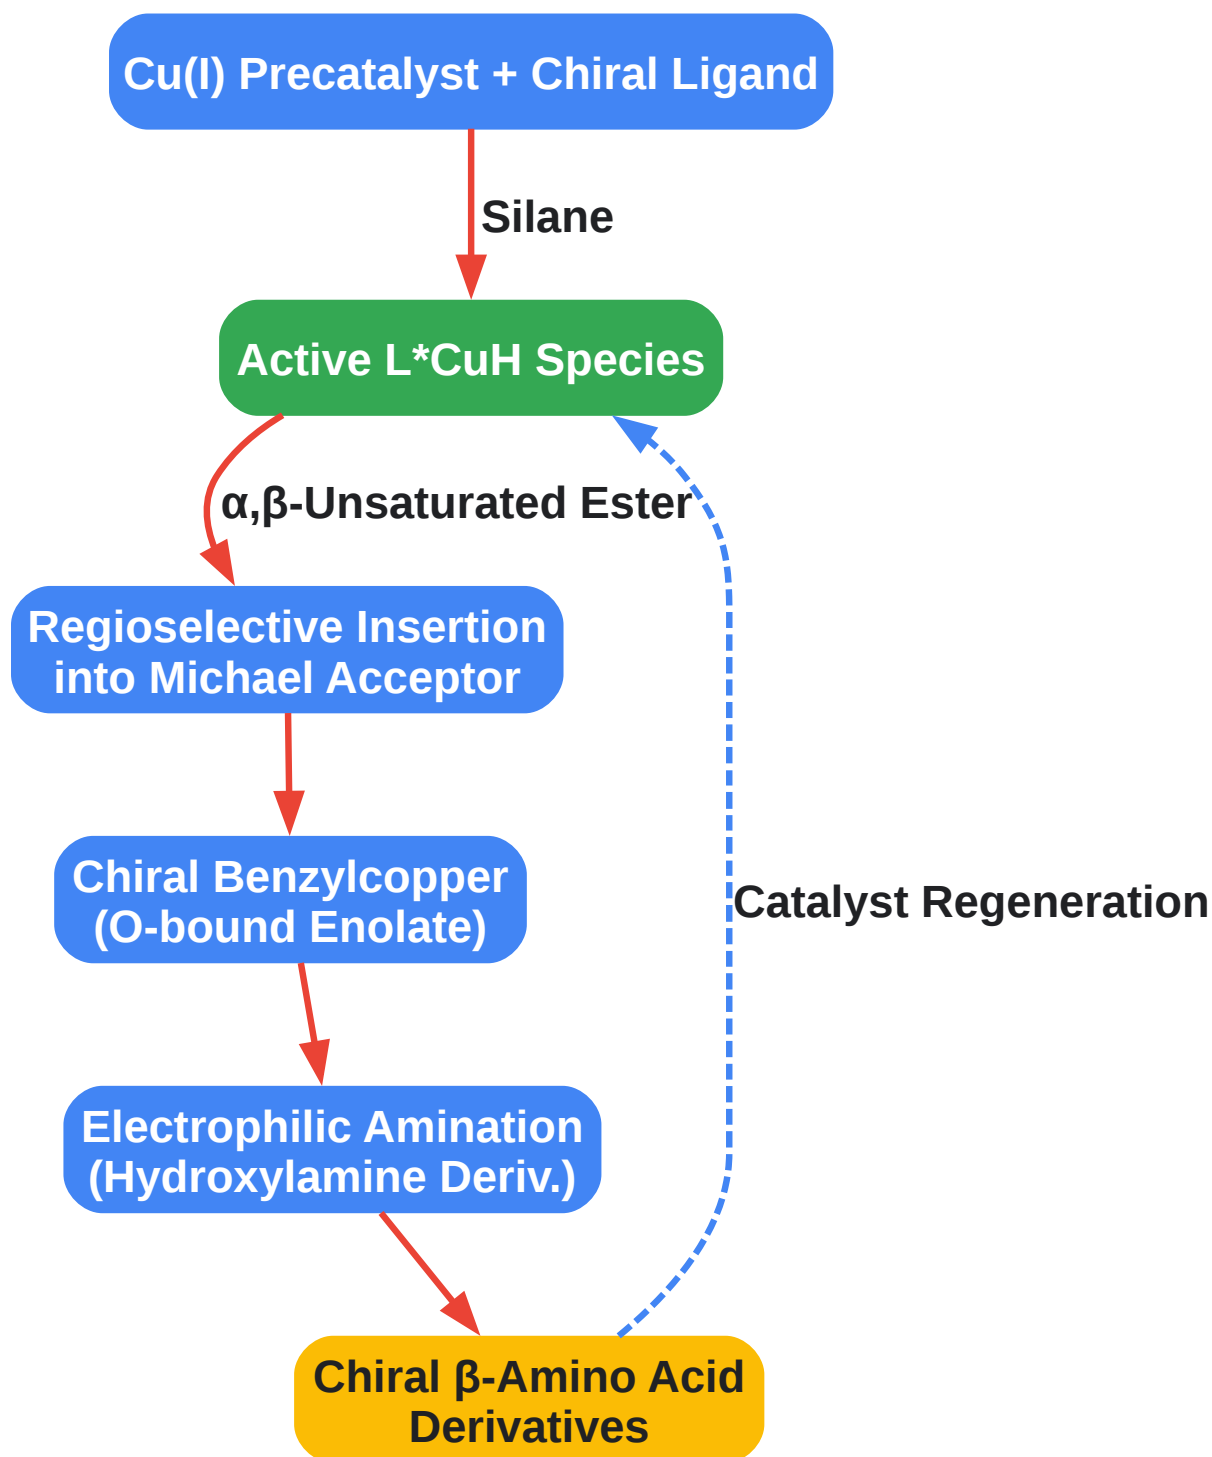 Cu(I) Precatalyst + Chiral Ligand
Silane
Active L*CuH Species
α,β-Unsaturated Ester
Regioselective Insertion
into Michael Acceptor
Chiral Benzylcopper
(O-bound Enolate)
Catalyst Regeneration
Electrophilic Amination
(Hydroxylamine Deriv.)
Chiral β-Amino Acid
Derivatives